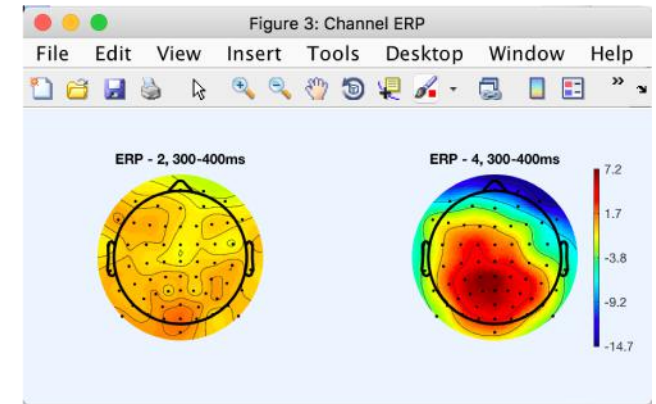 Figure 3: Channel ERP
File Edit View Insert Tools Desktop Window Help
»
ERP - 2, 300-400ms
ERP - 4, 300-400ms
7.2
1.7
-3.8
-9.2
-14.7